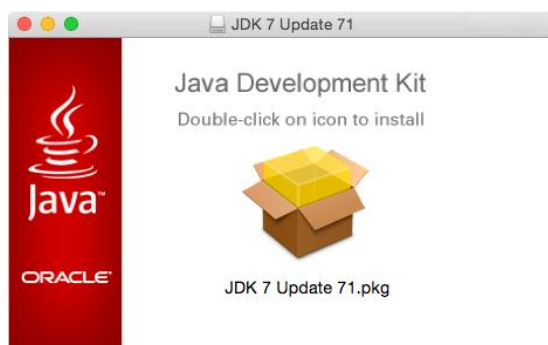 JDK 7 Update 71
Java Development Kit
Double-click on icon to install
Java™
ORACLE®
JDK 7 Update 71.pkg